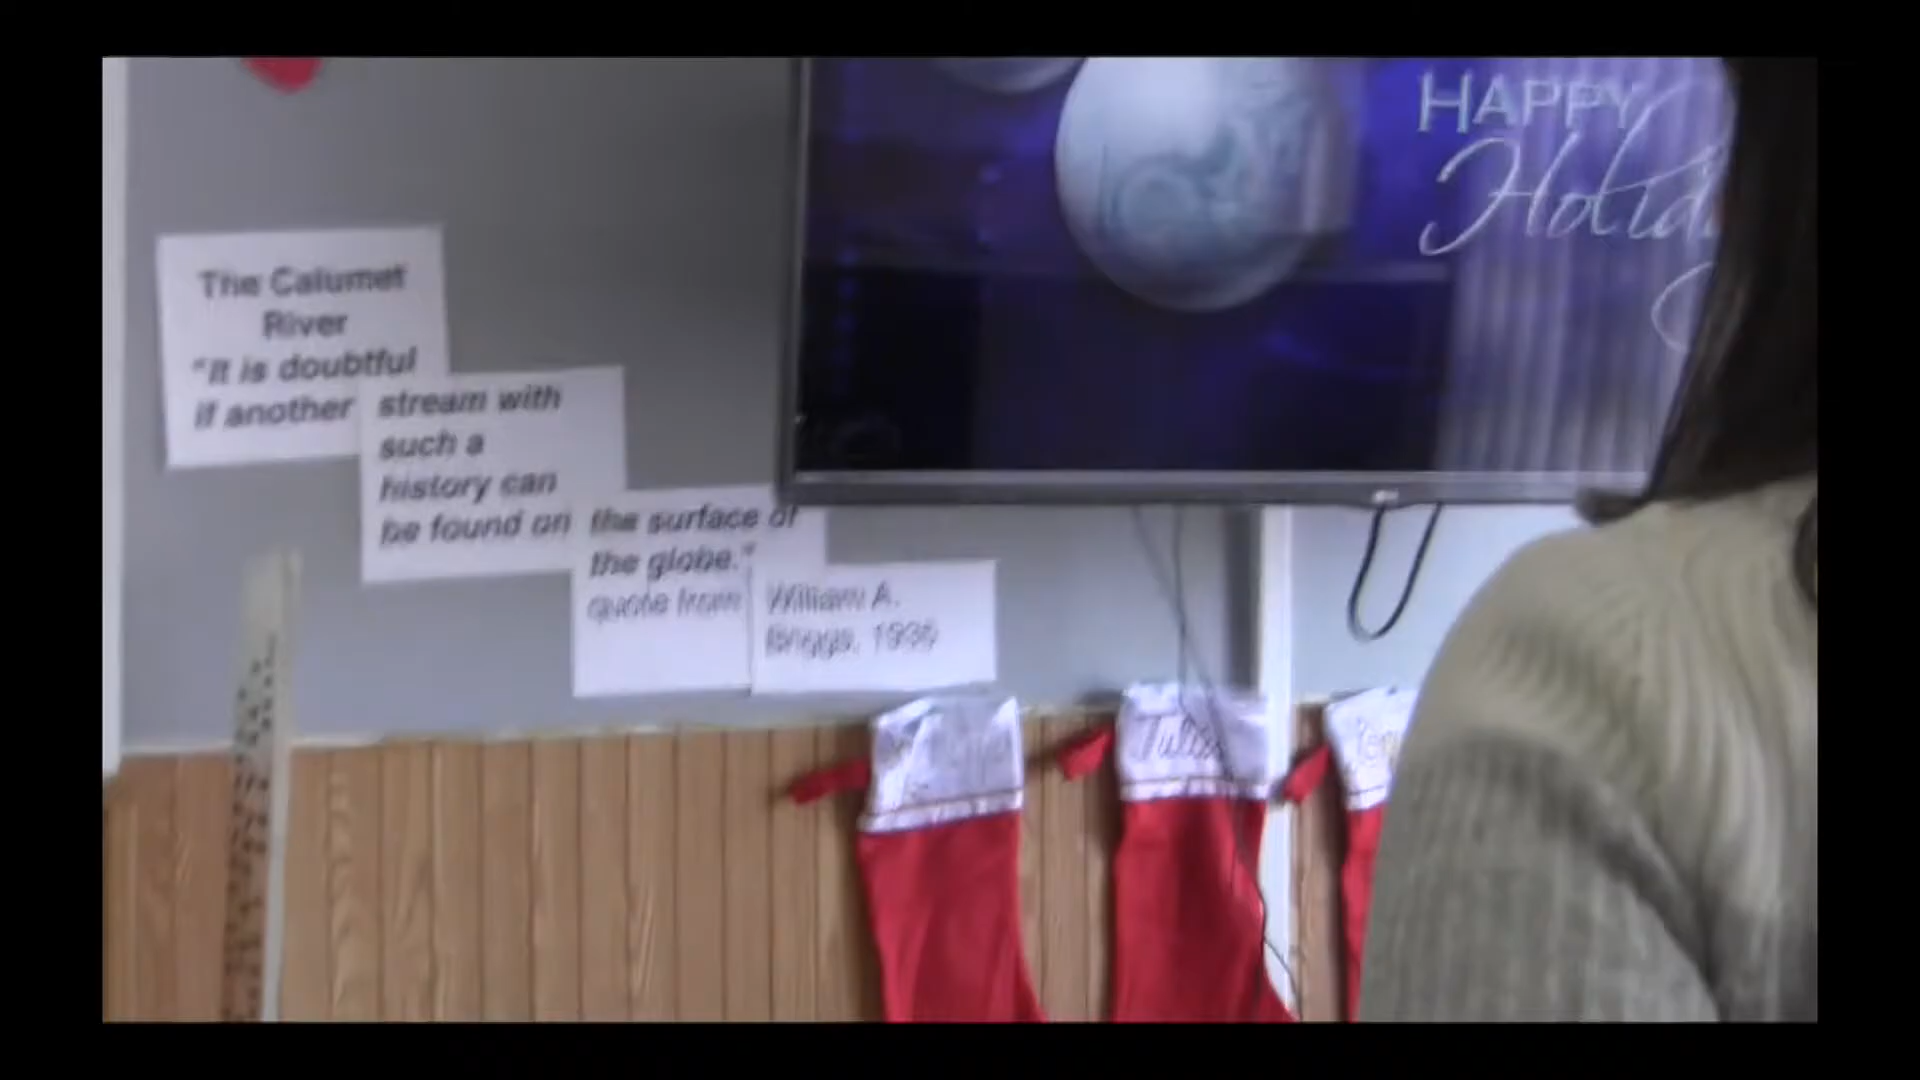 The Calumet
River
"It is doubtful
if another
stream with
such a
history can
be found on
the surface of
the globe."
quote from
William A.
Briggs, 1939
HAPPY